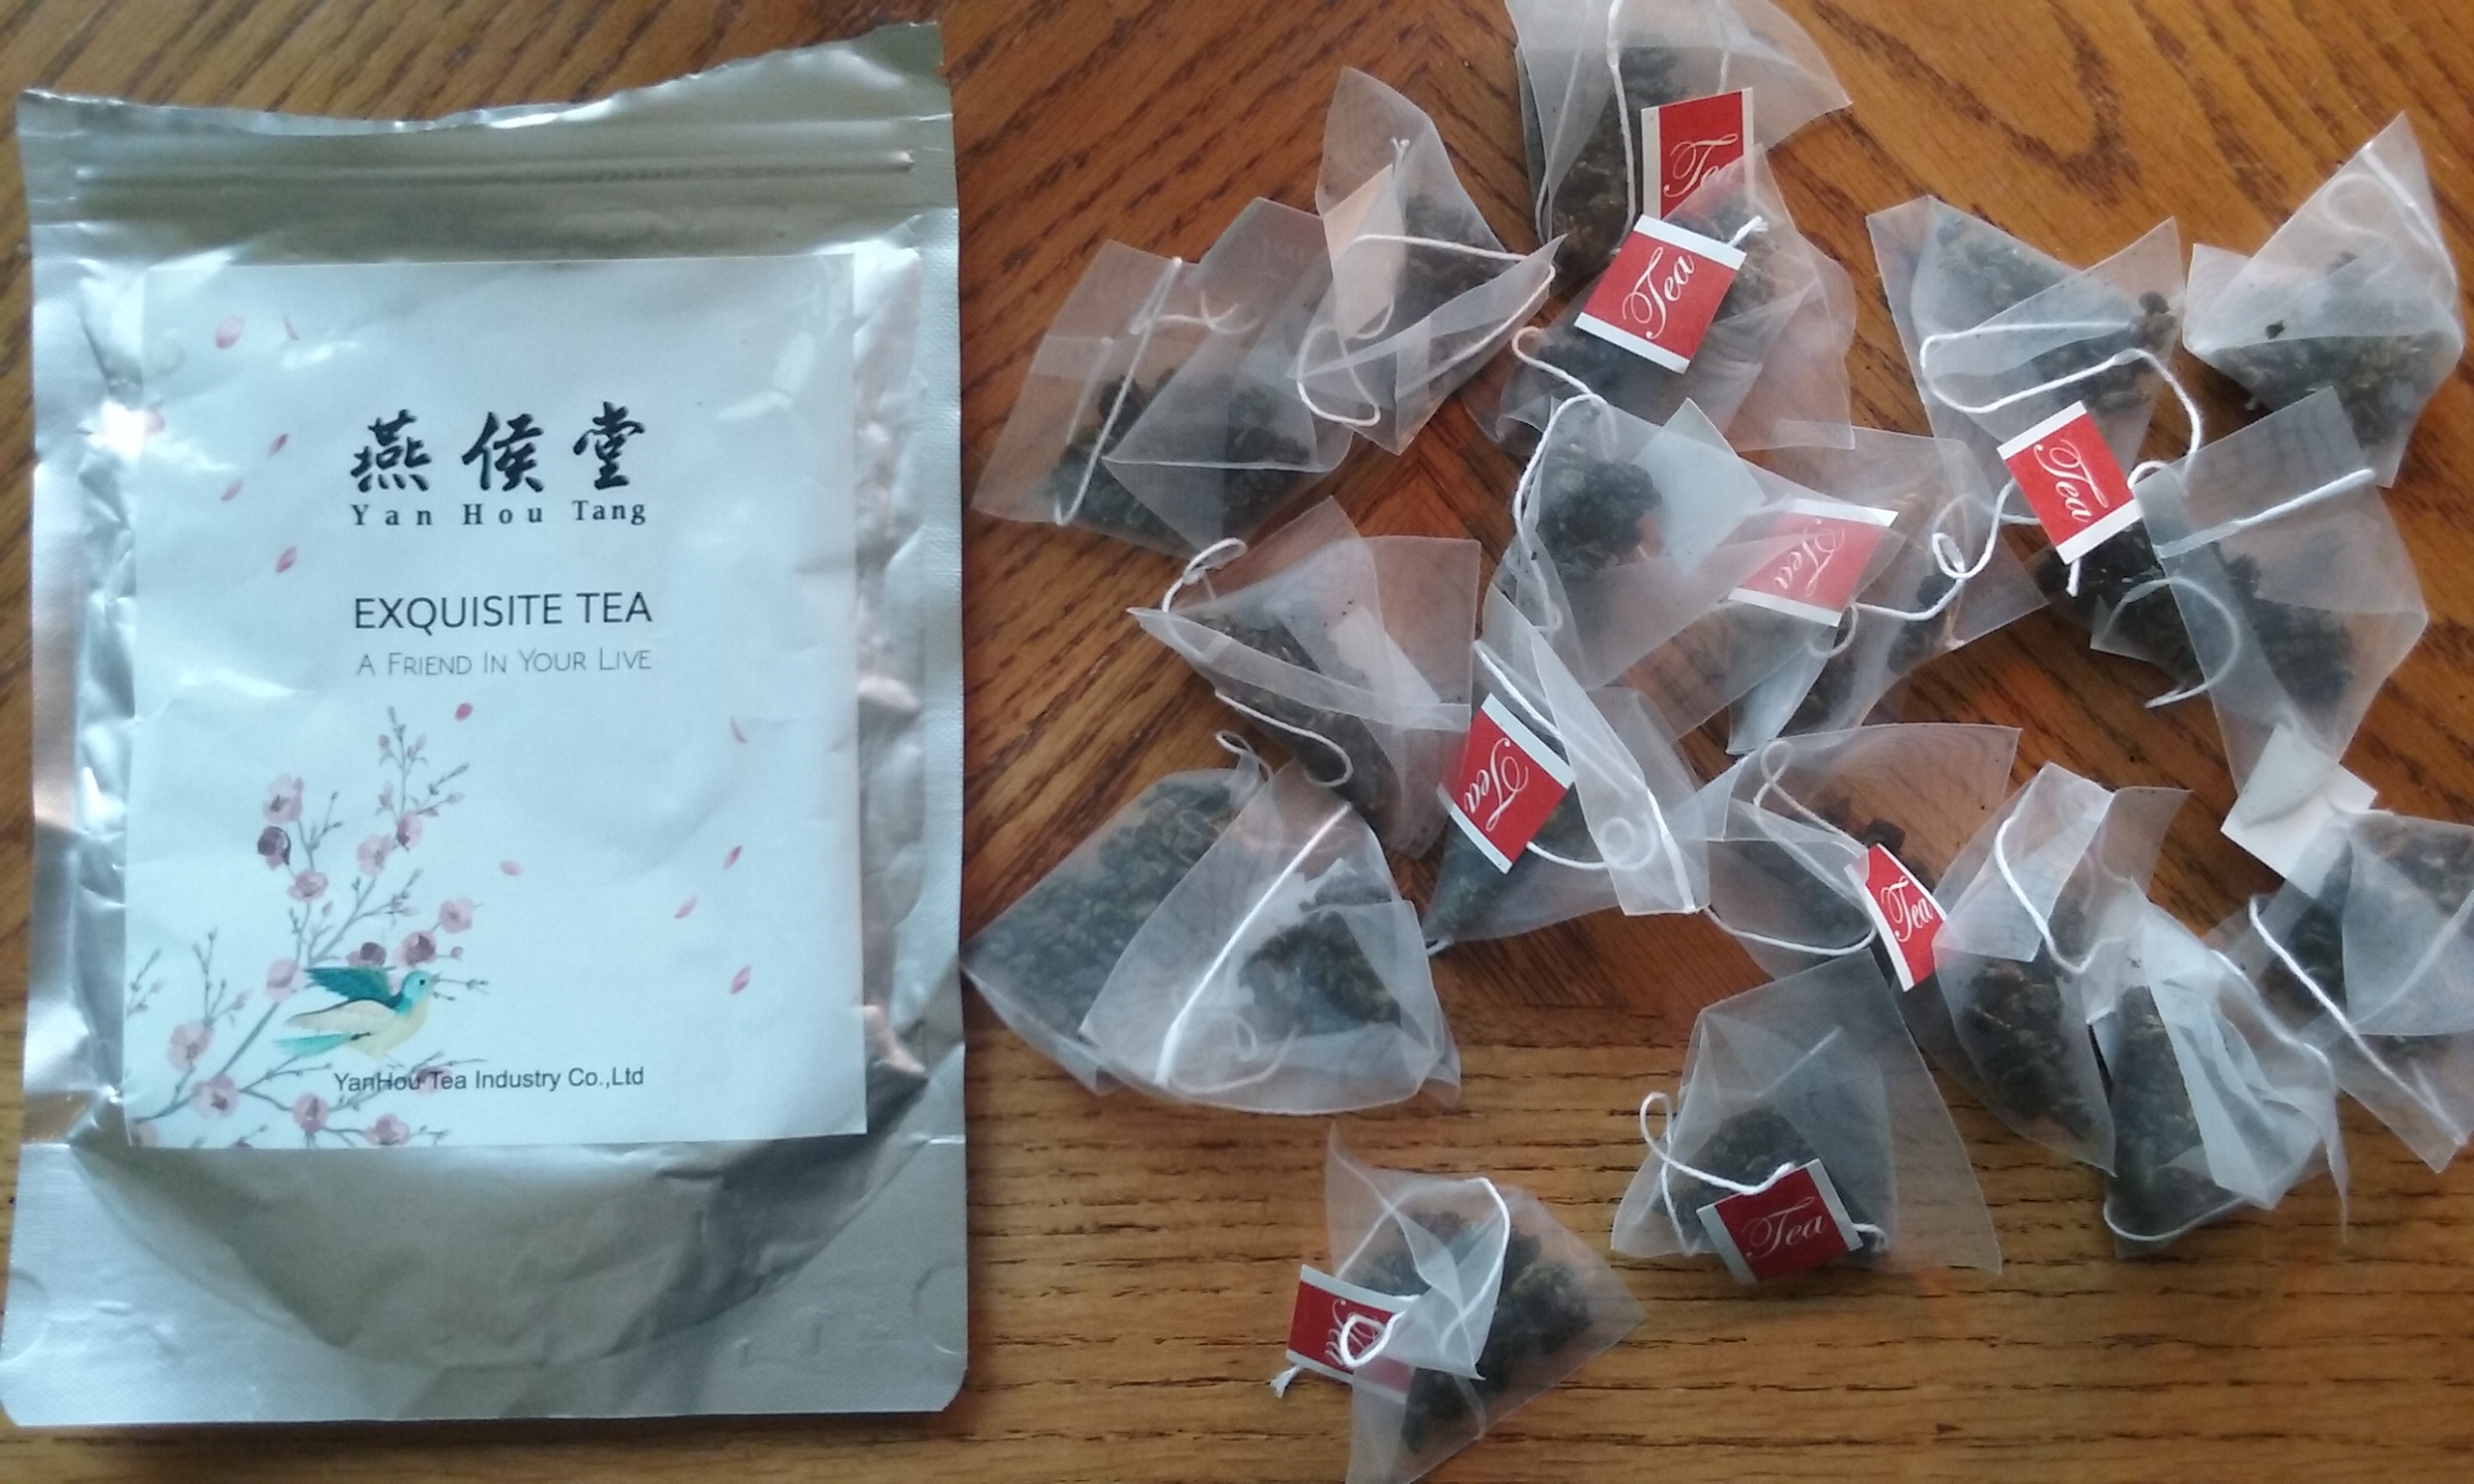 燕侯堂
Yan Hou Tang
EXQUISITE TEA
A FRIEND IN YOUR LIVE
YanHou Tea Industry Co.,Ltd
Tea
Tea
Tea
Tea
Tea
Tea
Tea
Tea